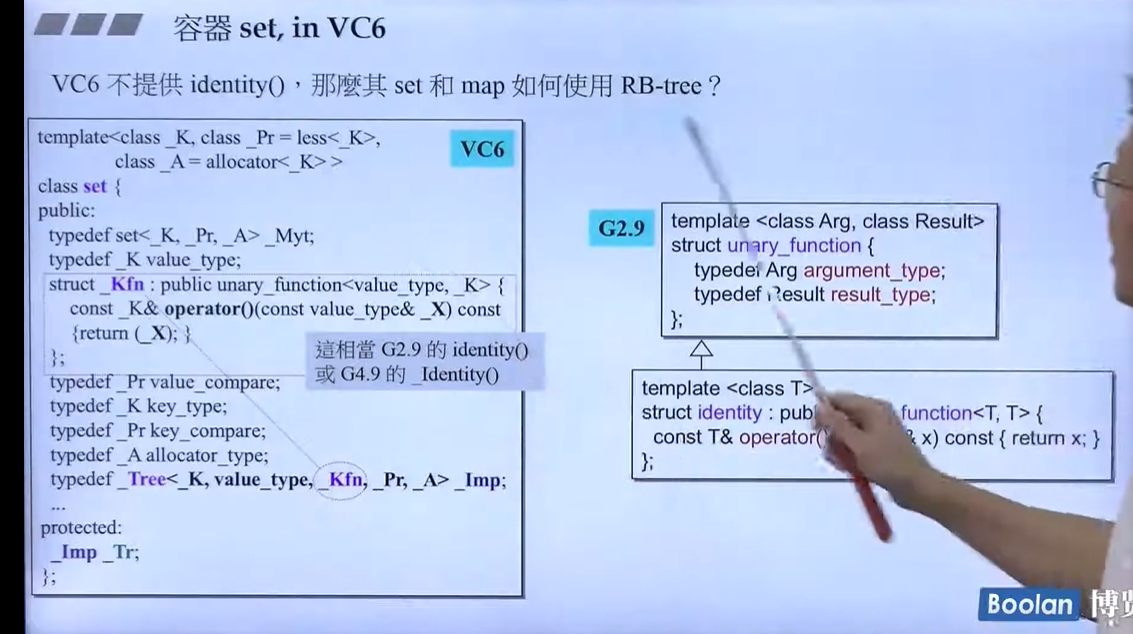 容器 set, in VC6
VC6 不提供 identity()，那麼其 set 和 map 如何使用 RB-tree？
template<class _K, class _Pr = less<_K>,
class _A = allocator<_K> >
class set {
public:
typedef set<_K, _Pr, _A> _Myt;
typedef _K value_type;
struct _Kfn : public unary_function<value_type, _K> {
const _K& operator()(const value_type& _X) const
{return (_X); }
};
typedef _Pr value_compare;
typedef _K key_type;
typedef _Pr key_compare;
typedef _A allocator_type;
typedef _Tree<_K, value_type, _Kfn, _Pr, _A> _Imp;
...
protected:
_Imp _Tr;
};
VC6
這相當 G2.9 的 identity()
或 G4.9 的 _Identity()
G2.9
template <class Arg, class Result>
struct unary_function {
typedef Arg argument_type;
typedef Result result_type;
};
template <class T>
struct identity : function<T, T> {
const T& operator( x) const { return x; }
};
Boolan 博